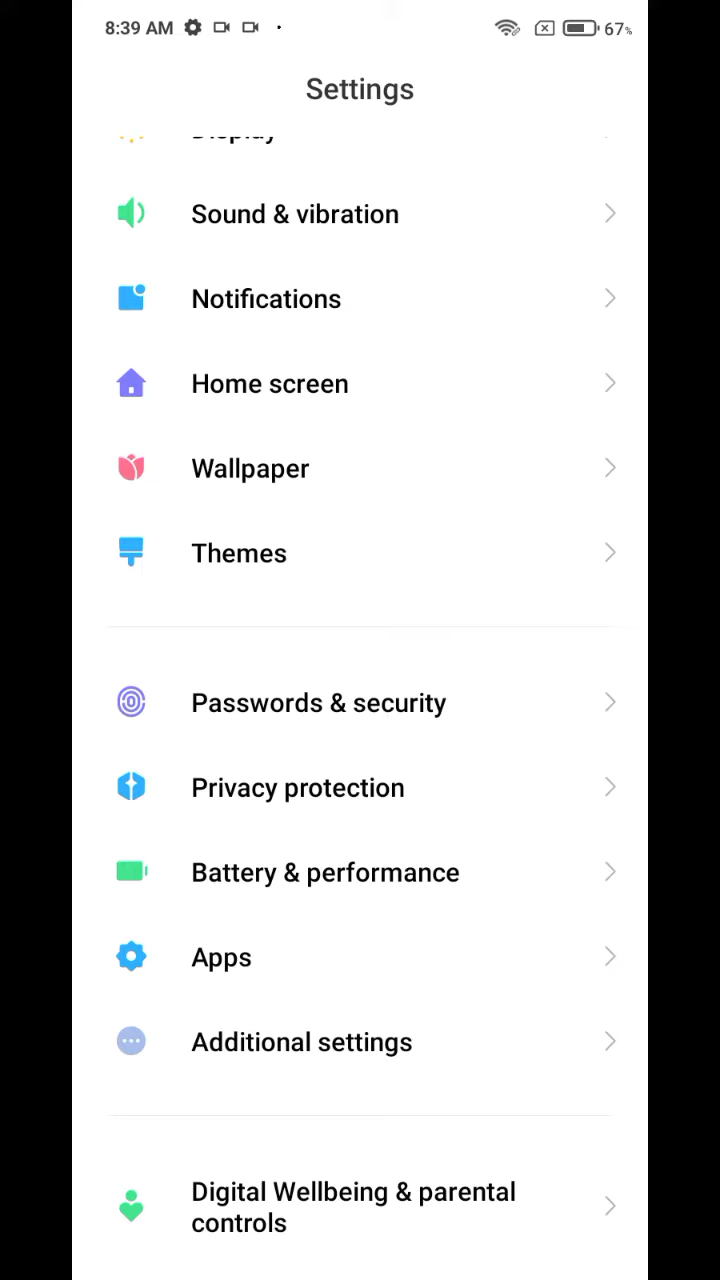 8:39 AM
67%
Settings
Display
Sound & vibration
Notifications
Home screen
Wallpaper
Themes
Passwords & security
Privacy protection
Battery & performance
Apps
Additional settings
Digital Wellbeing & parental
controls